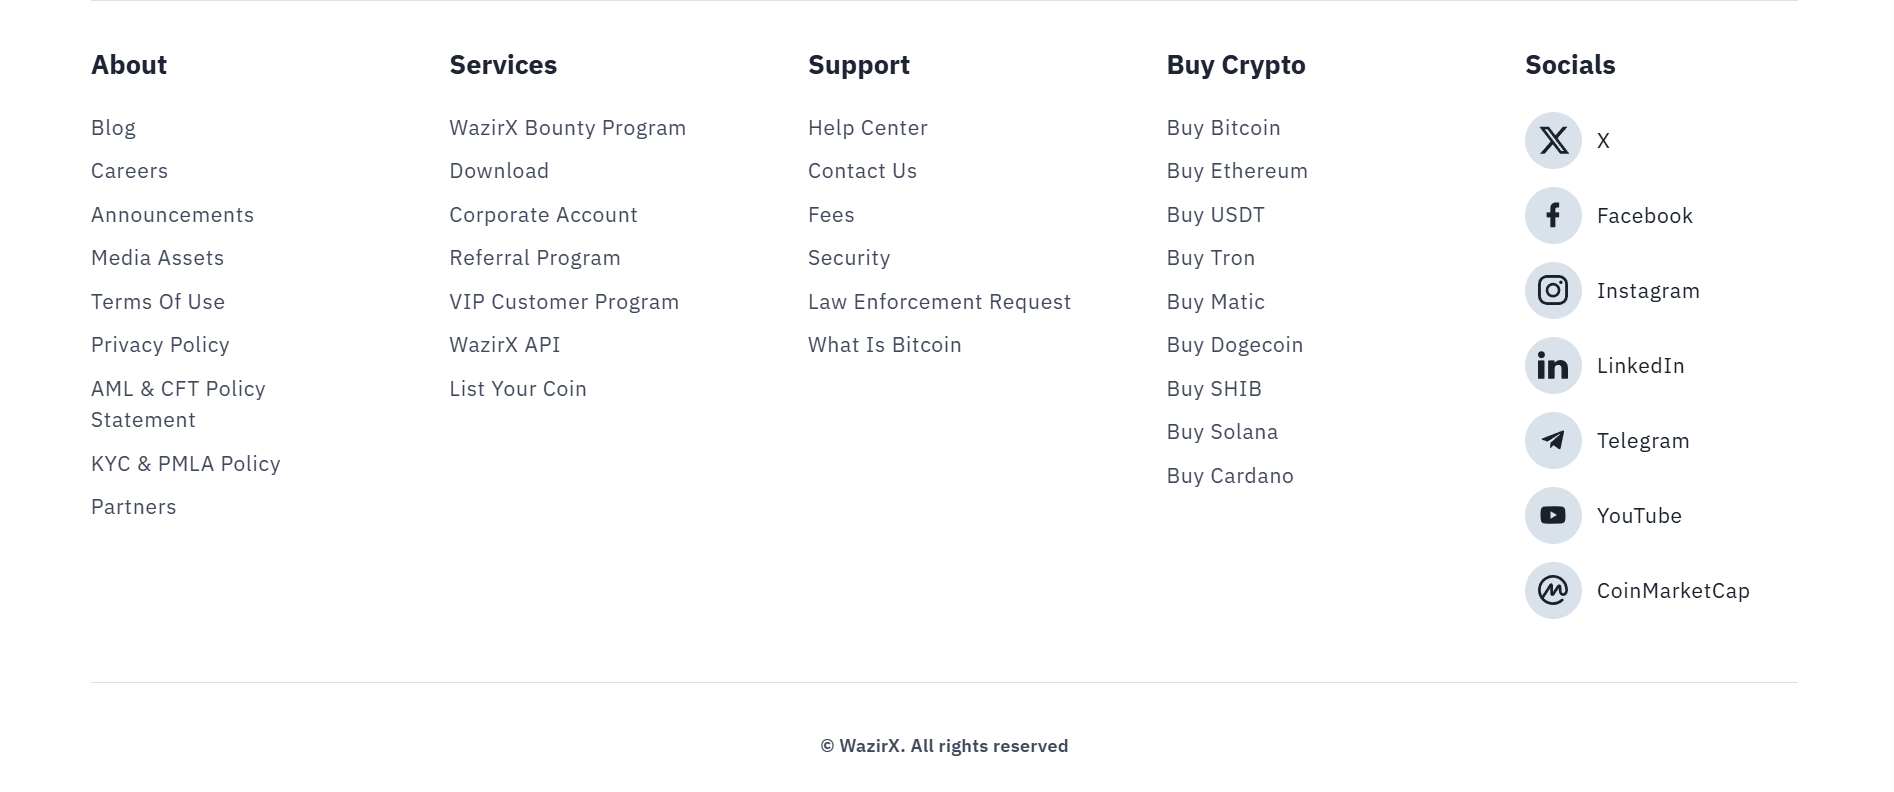 About
Blog
Careers
Announcements
Media Assets
Terms Of Use
Privacy Policy
AML & CFT Policy
Statement
KYC & PMLA Policy
Partners
Services
WazirX Bounty Program
Download
Corporate Account
Referral Program
VIP Customer Program
WazirX API
List Your Coin
Support
Help Center
Contact Us
Fees
Security
Law Enforcement Request
What Is Bitcoin
Buy Crypto
Buy Bitcoin
Buy Ethereum
Buy USDT
Buy Tron
Buy Matic
Buy Dogecoin
Buy SHIB
Buy Solana
Buy Cardano
Socials
X
Facebook
Instagram
LinkedIn
Telegram
YouTube
CoinMarketCap
© WazirX. All rights reserved